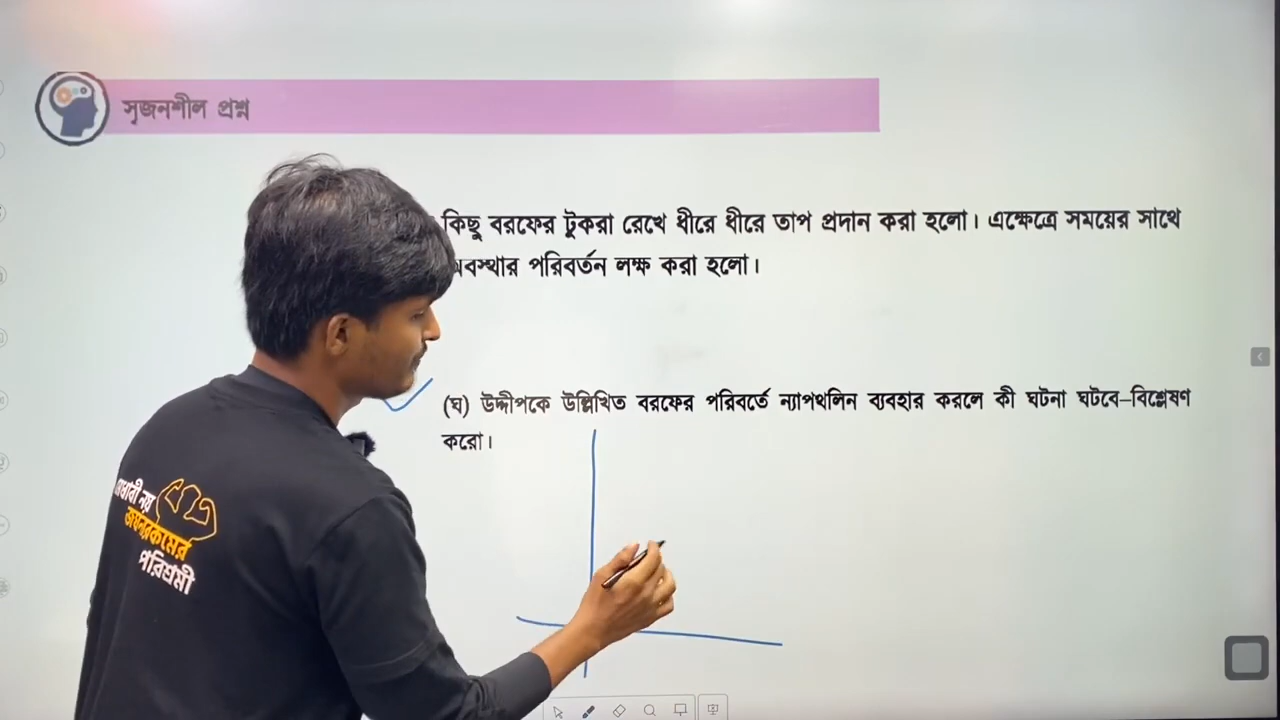 সৃজনশীল প্রশ্ন
কিছু বরফের টুকরা রেখে ধীরে ধীরে তাপ প্রদান করা হলো। এক্ষেত্রে সময়ের সাথে
অবস্থার পরিবর্তন লক্ষ করা হলো।
(ঘ) উদ্দীপকে উল্লিখিত বরফের পরিবর্তে ন্যাপথলিন ব্যবহার করলে কী ঘটনা ঘটবে–বিশ্লেষণ
করো।
নয়
পরিশ্রমী